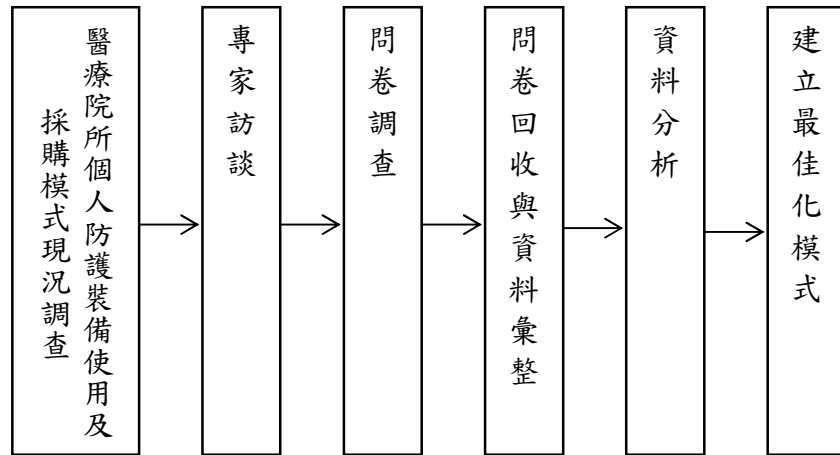 醫療院所個人防護裝備使用及
採購模式現況調查
專家訪談
問卷調查
問卷回收與資料彙整
資料分析
建立最佳化模式